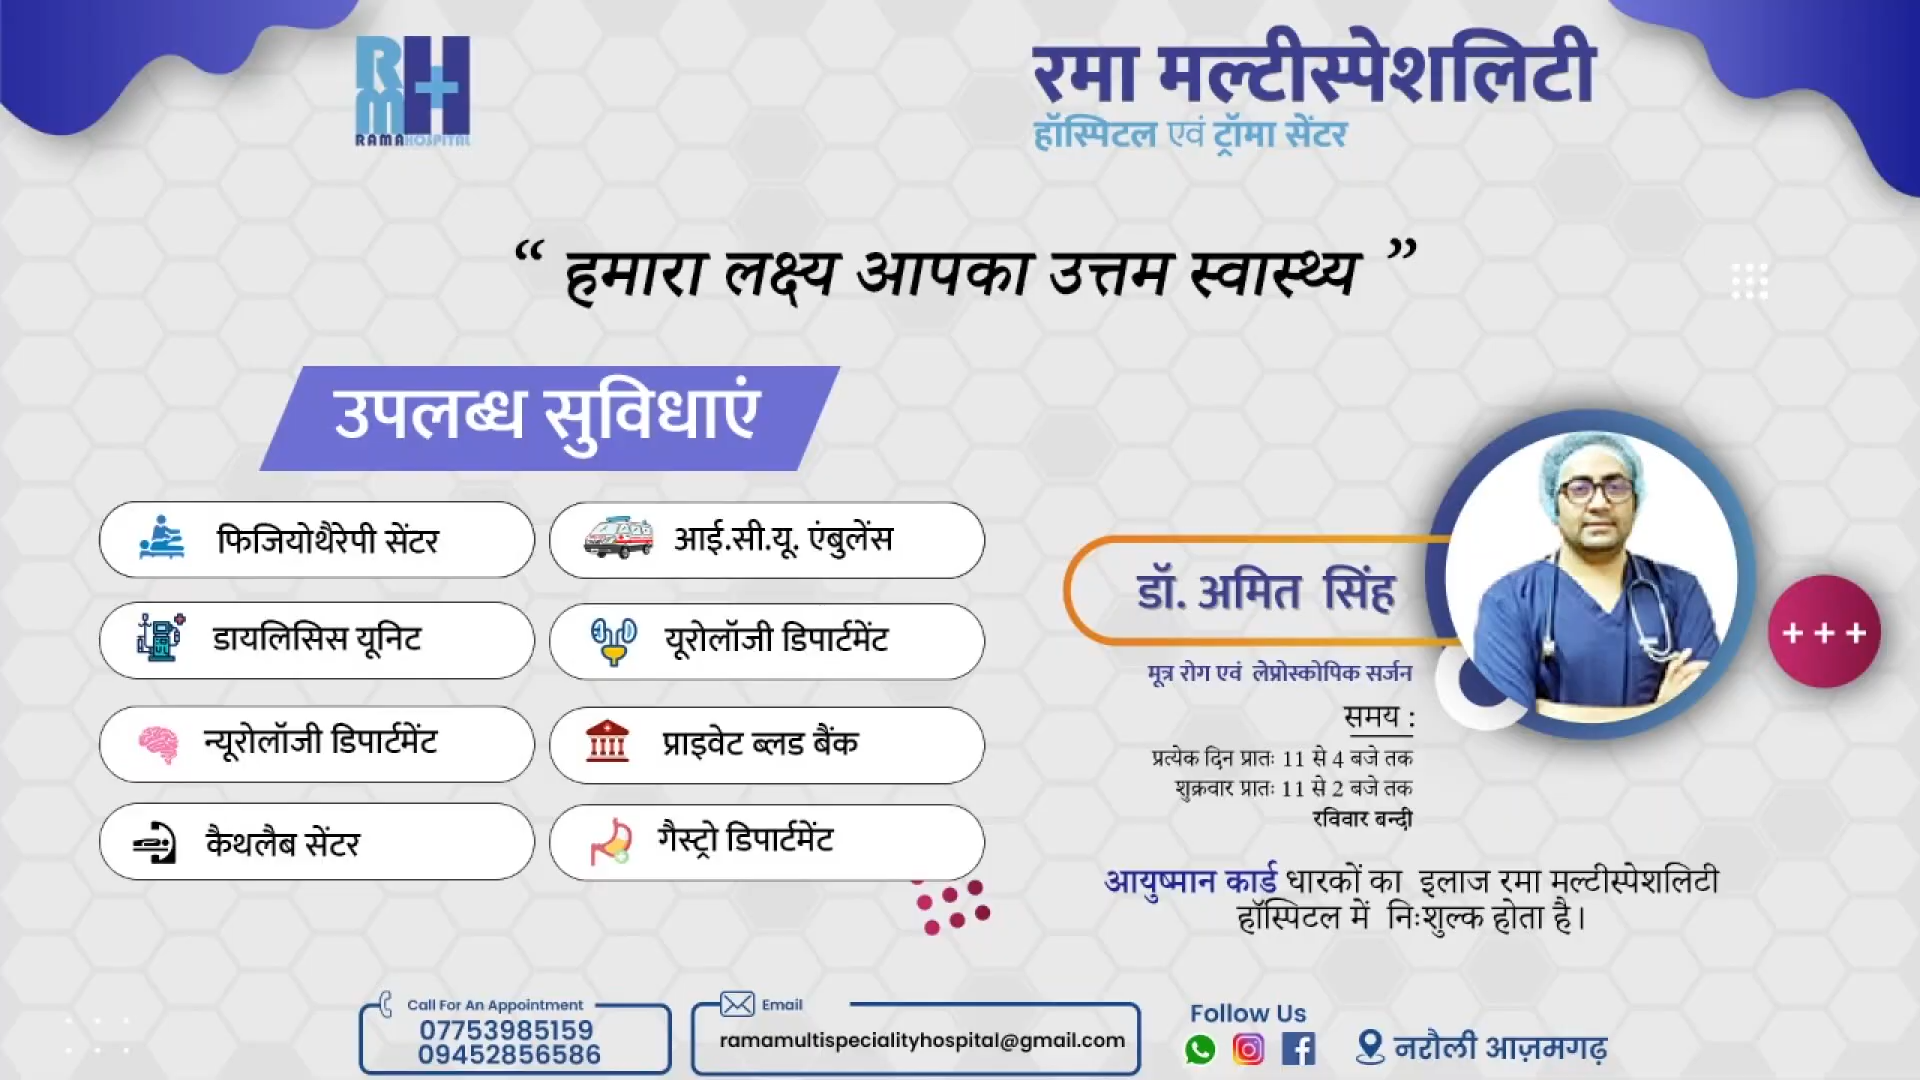 RMH
RAMAHOSPITAL
रमा मल्टीस्पेशलिटी
हॉस्पिटल एवं ट्रॉमा सेंटर
“ हमारा लक्ष्य आपका उत्तम स्वास्थ्य ”
उपलब्ध सुविधाएं
फिजियोथैरेपी सेंटर
आई.सी.यू. एंबुलेंस
डायलिसिस यूनिट
यूरोलॉजी डिपार्टमेंट
न्यूरोलॉजी डिपार्टमेंट
प्राइवेट ब्लड बैंक
कैथलैब सेंटर
गैस्ट्रो डिपार्टमेंट
डॉ. अमित सिंह
मूत्र रोग एवं लेप्रोस्कोपिक सर्जन
समय :
प्रत्येक दिन प्रातः 11 से 4 बजे तक
शुक्रवार प्रातः 11 से 2 बजे तक
रविवार बन्दी
आयुष्मान कार्ड धारकों का इलाज रमा मल्टीस्पेशलिटी
हॉस्पिटल में निःशुल्क होता है।
Call For An Appointment
07753985159
09452856586
Email
ramamultispecialityhospital@gmail.com
Follow Us
नरौली आज़मगढ़